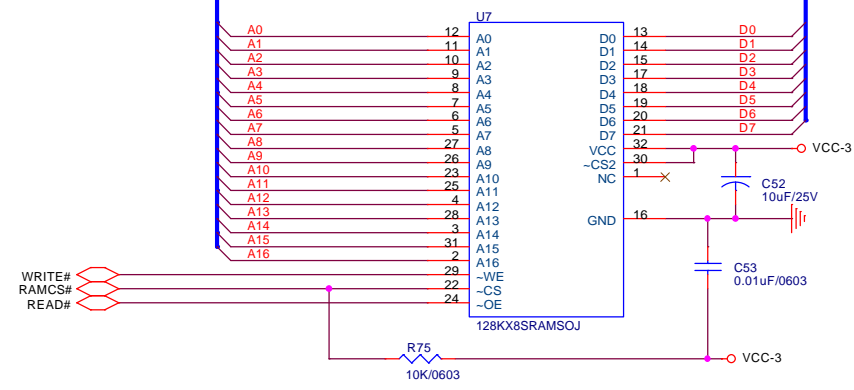 U7
A0 12 A0 D0 13 D0
A1 11 A1 D1 14 D1
A2 10 A2 D2 15 D2
A3 9 A3 D3 17 D3
A4 8 A4 D4 18 D4
A5 7 A5 D5 19 D5
A6 6 A6 D6 20 D6
A7 5 A7 D7 21 D7
A8 27 A8 VCC 32 VCC-3
A9 26 A9 ~CS2 30
A10 23 A10 NC 1
A11 25 A11
A12 4 A12
A13 28 A13 GND 16
A14 3 A14
A15 31 A15
A16 2 A16
C52
10uF/25V
WRITE# 29 ~WE
RAMCS# 22 ~CS
READ# 24 ~OE
C53
0.01uF/0603
128KX8SRAMSOJ
R75
10K/0603
VCC-3